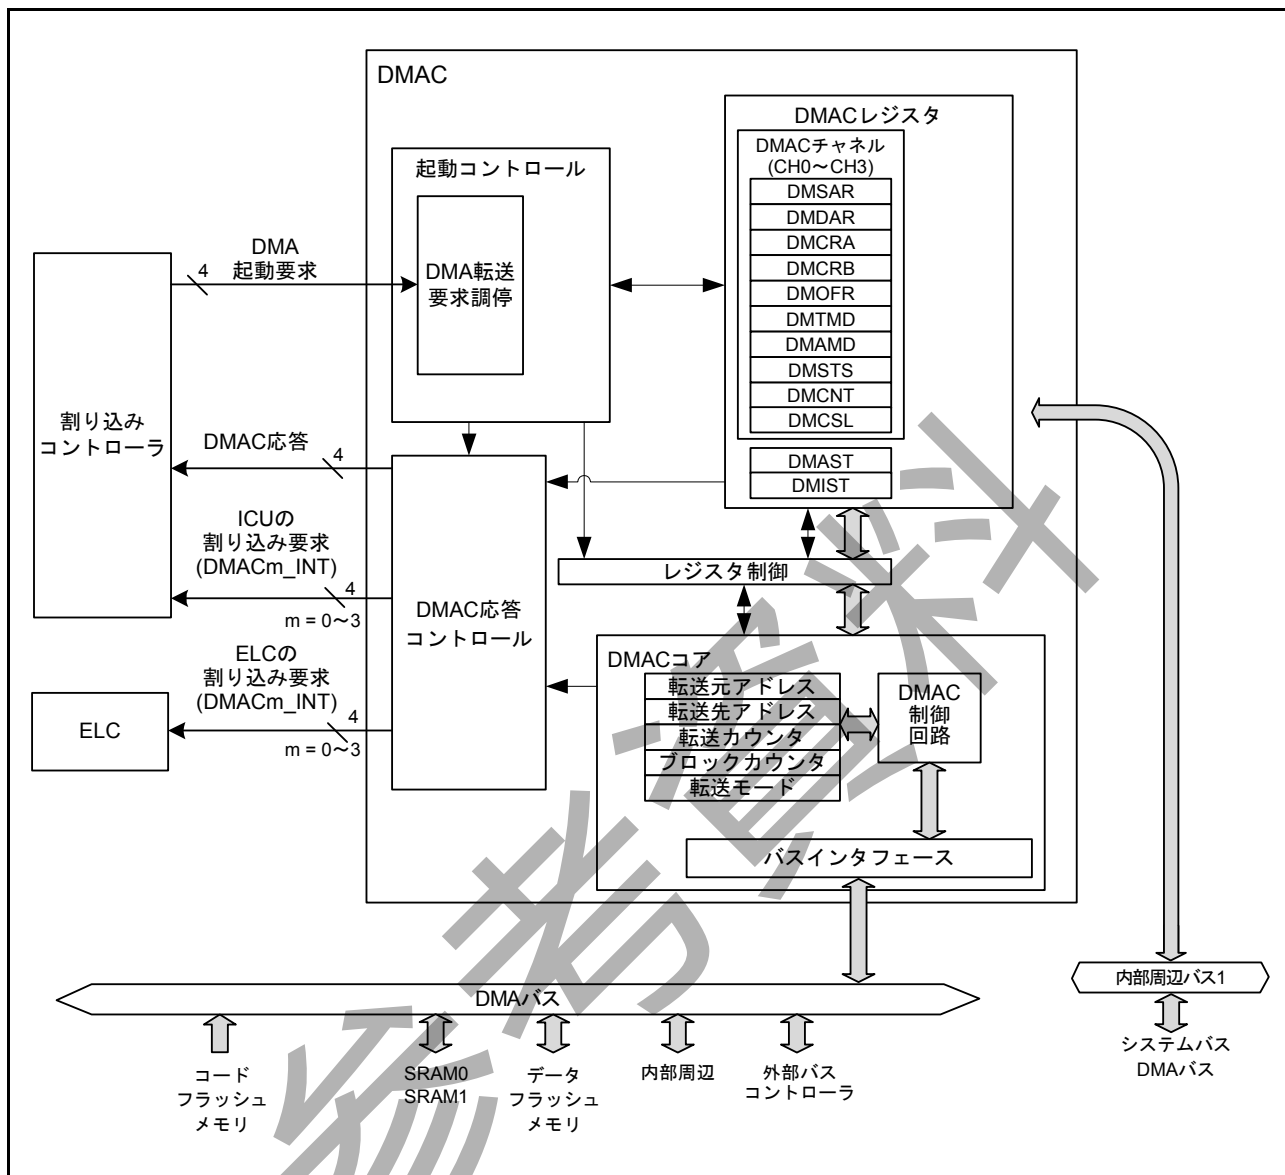 DMAC
DMACレジスタ
DMACチャネル
(CH0～CH3)
DMSAR
DMDAR
DMCRA
DMCRB
DMOFR
DMTMD
DMAMD
DMSTS
DMCNT
DMCSL
DMAST
DMIST
起動コントロール
DMA転送
要求調停
DMA
起動要求
4
割り込み
コントローラ
DMAC応答
4
ICUの
割り込み要求
(DMACm_INT)
4
m = 0～3
ELCの
割り込み要求
(DMACm_INT)
4
m = 0～3
ELC
DMAC応答
コントロール
レジスタ制御
DMACコア
転送元アドレス
転送先アドレス
転送カウンタ
ブロックカウンタ
転送モード
DMAC
制御
回路
バスインタフェース
DMAバス
内部周辺バス1
システムバス
DMAバス
コード
フラッシュ
メモリ
SRAM0
SRAM1
データ
フラッシュ
メモリ
内部周辺
外部バス
コントローラ
参考資料